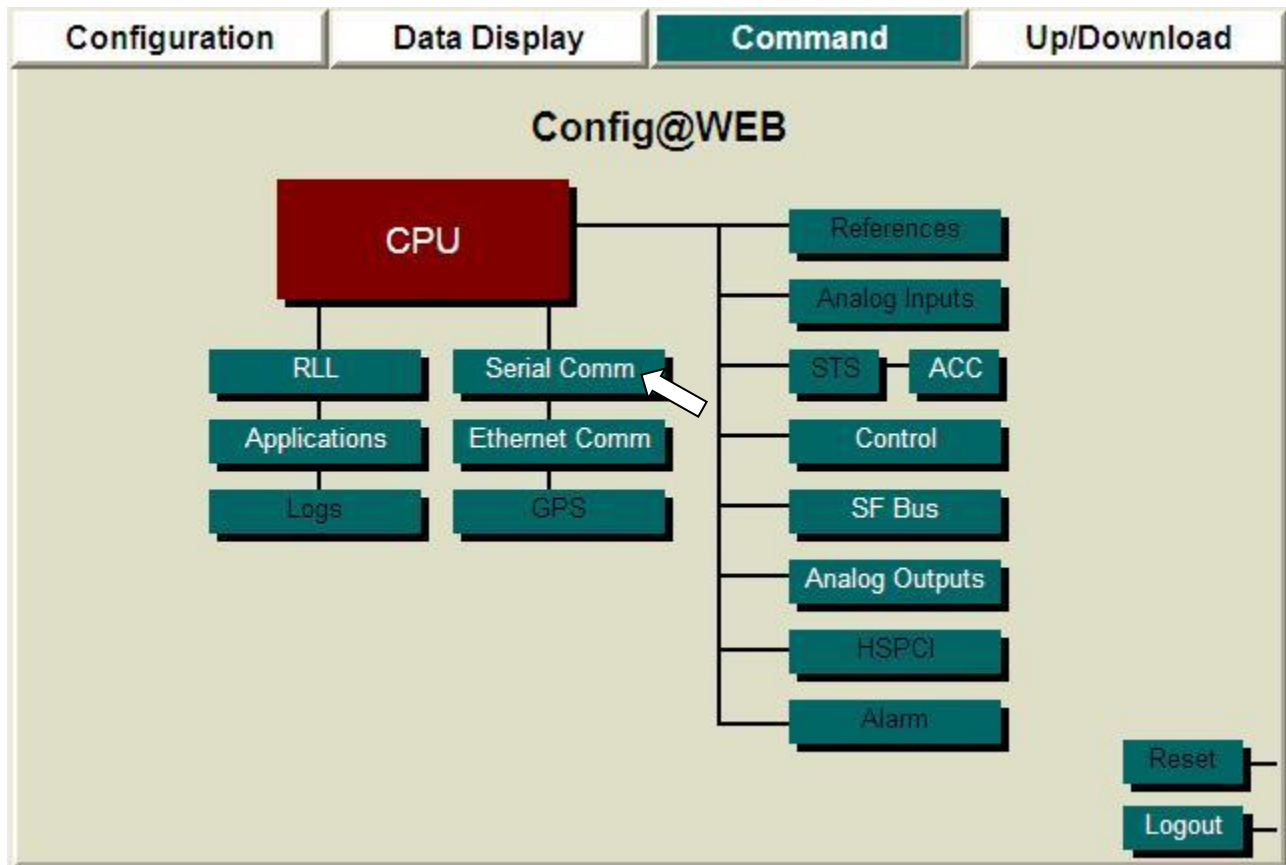 Configuration
Data Display
Command
Up/Download
Config@WEB
CPU
RLL
Applications
Logs
Serial Comm
Ethernet Comm
GPS
References
Analog Inputs
STS
ACC
Control
SF Bus
Analog Outputs
HSPCI
Alarm
Reset
Logout